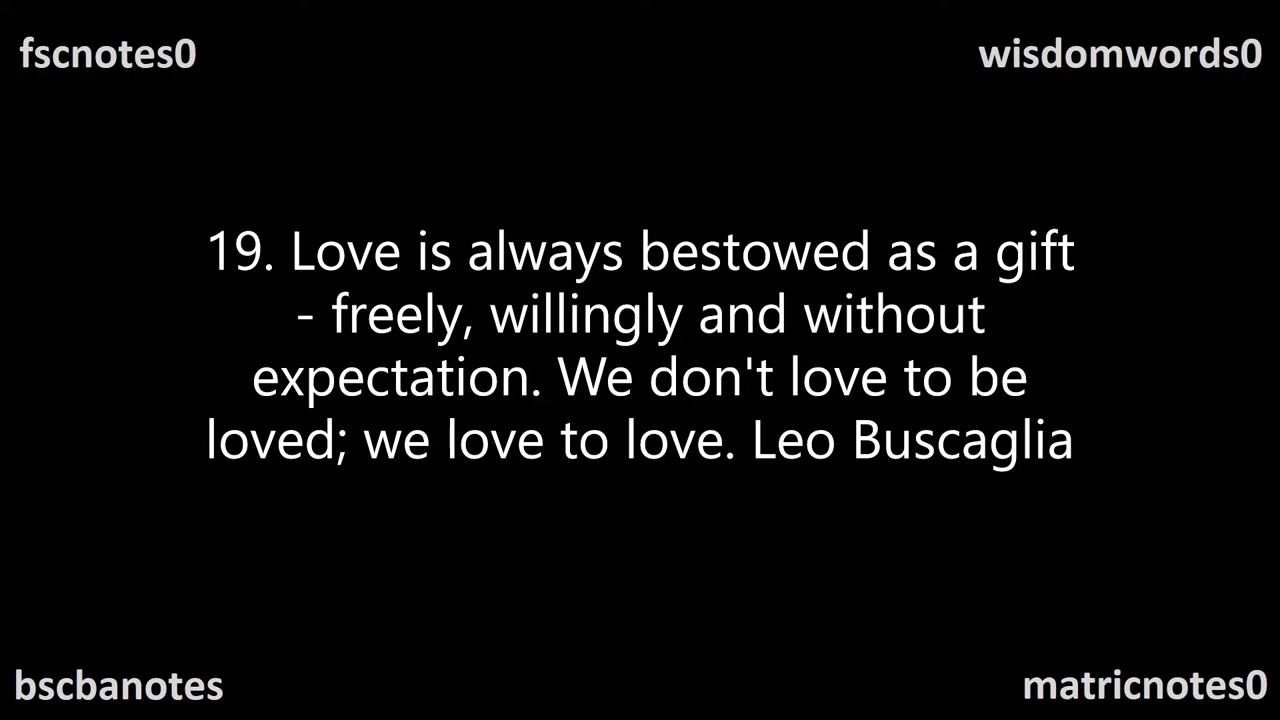 fscnotes0
wisdomwords0
19. Love is always bestowed as a gift
- freely, willingly and without
expectation. We don't love to be
loved; we love to love. Leo Buscaglia
bscbanotes
matricnotes0